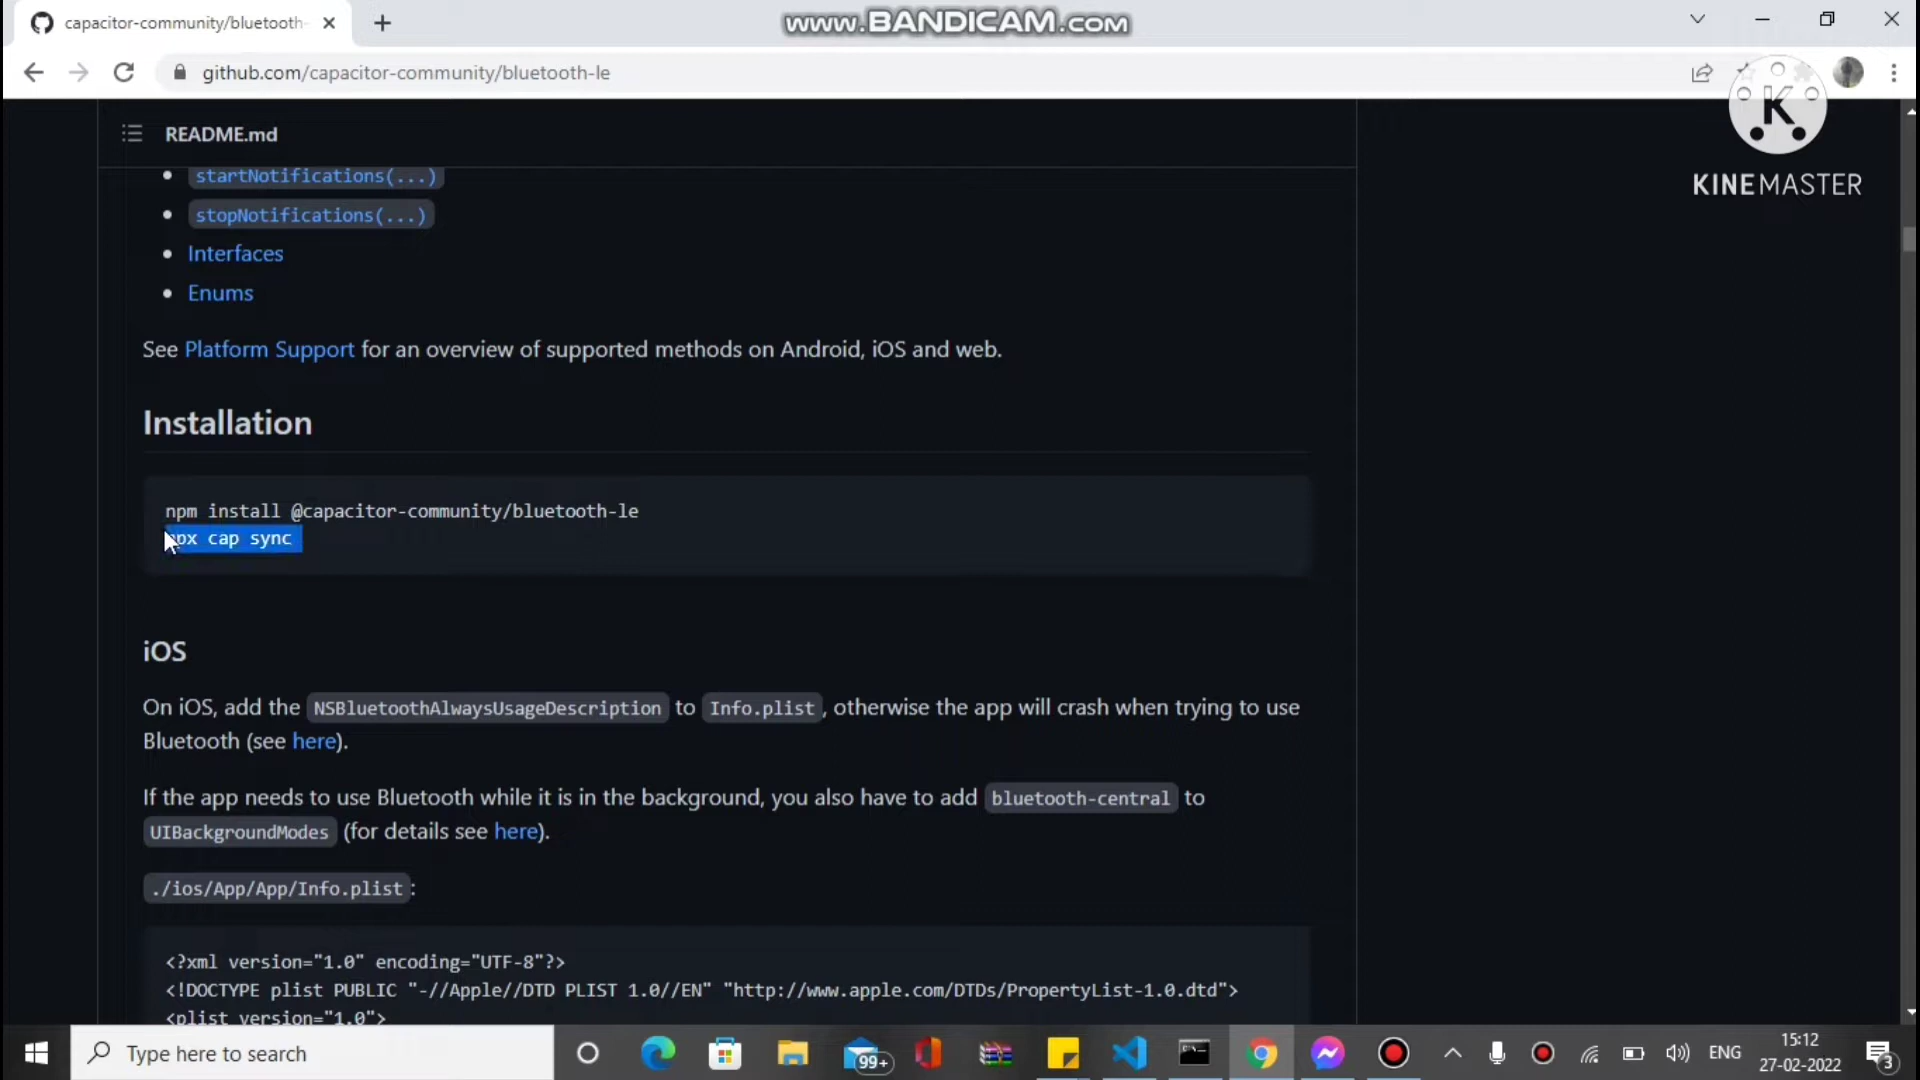 capacitor-community/bluetooth-
www.BANDICAM.com
github.com/capacitor-community/bluetooth-le
K
KINEMASTER
README.md
startNotifications(...)
stopNotifications(...)
Interfaces
Enums
See Platform Support for an overview of supported methods on Android, iOS and web.
Installation
npm install @capacitor-community/bluetooth-le
npx cap sync
iOS
On iOS, add the NSBluetoothAlwaysUsageDescription to Info.plist, otherwise the app will crash when trying to use
Bluetooth (see here).
If the app needs to use Bluetooth while it is in the background, you also have to add bluetooth-central to
UIBackgroundModes (for details see here).
./ios/App/App/Info.plist:
<?xml version="1.0" encoding="UTF-8"?>
<!DOCTYPE plist PUBLIC "-//Apple//DTD PLIST 1.0//EN" "http://www.apple.com/DTDs/PropertyList-1.0.dtd">
<plist version="1.0">
Type here to search
99+
ENG
15:12
27-02-2022
3